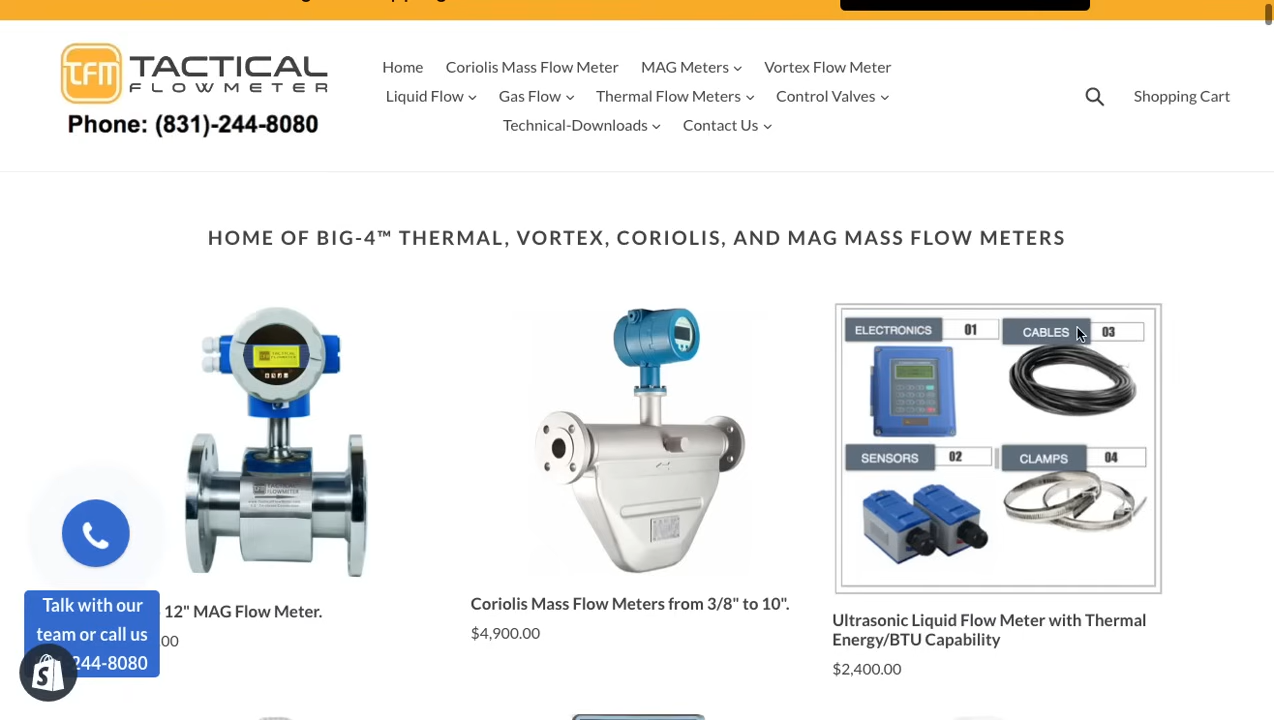 TFM TACTICAL
FLOWMETER
Phone: (831)-244-8080
Home
Coriolis Mass Flow Meter
MAG Meters
Vortex Flow Meter
Liquid Flow
Gas Flow
Thermal Flow Meters
Control Valves
Technical-Downloads
Contact Us
Shopping Cart
HOME OF BIG-4™ THERMAL, VORTEX, CORIOLIS, AND MAG MASS FLOW METERS
ELECTRONICS 01
CABLES 03
SENSORS 02
CLAMPS 04
12" MAG Flow Meter.
.00
Coriolis Mass Flow Meters from 3/8" to 10".
$4,900.00
Ultrasonic Liquid Flow Meter with Thermal
Energy/BTU Capability
$2,400.00
Talk with our
team or call us
244-8080